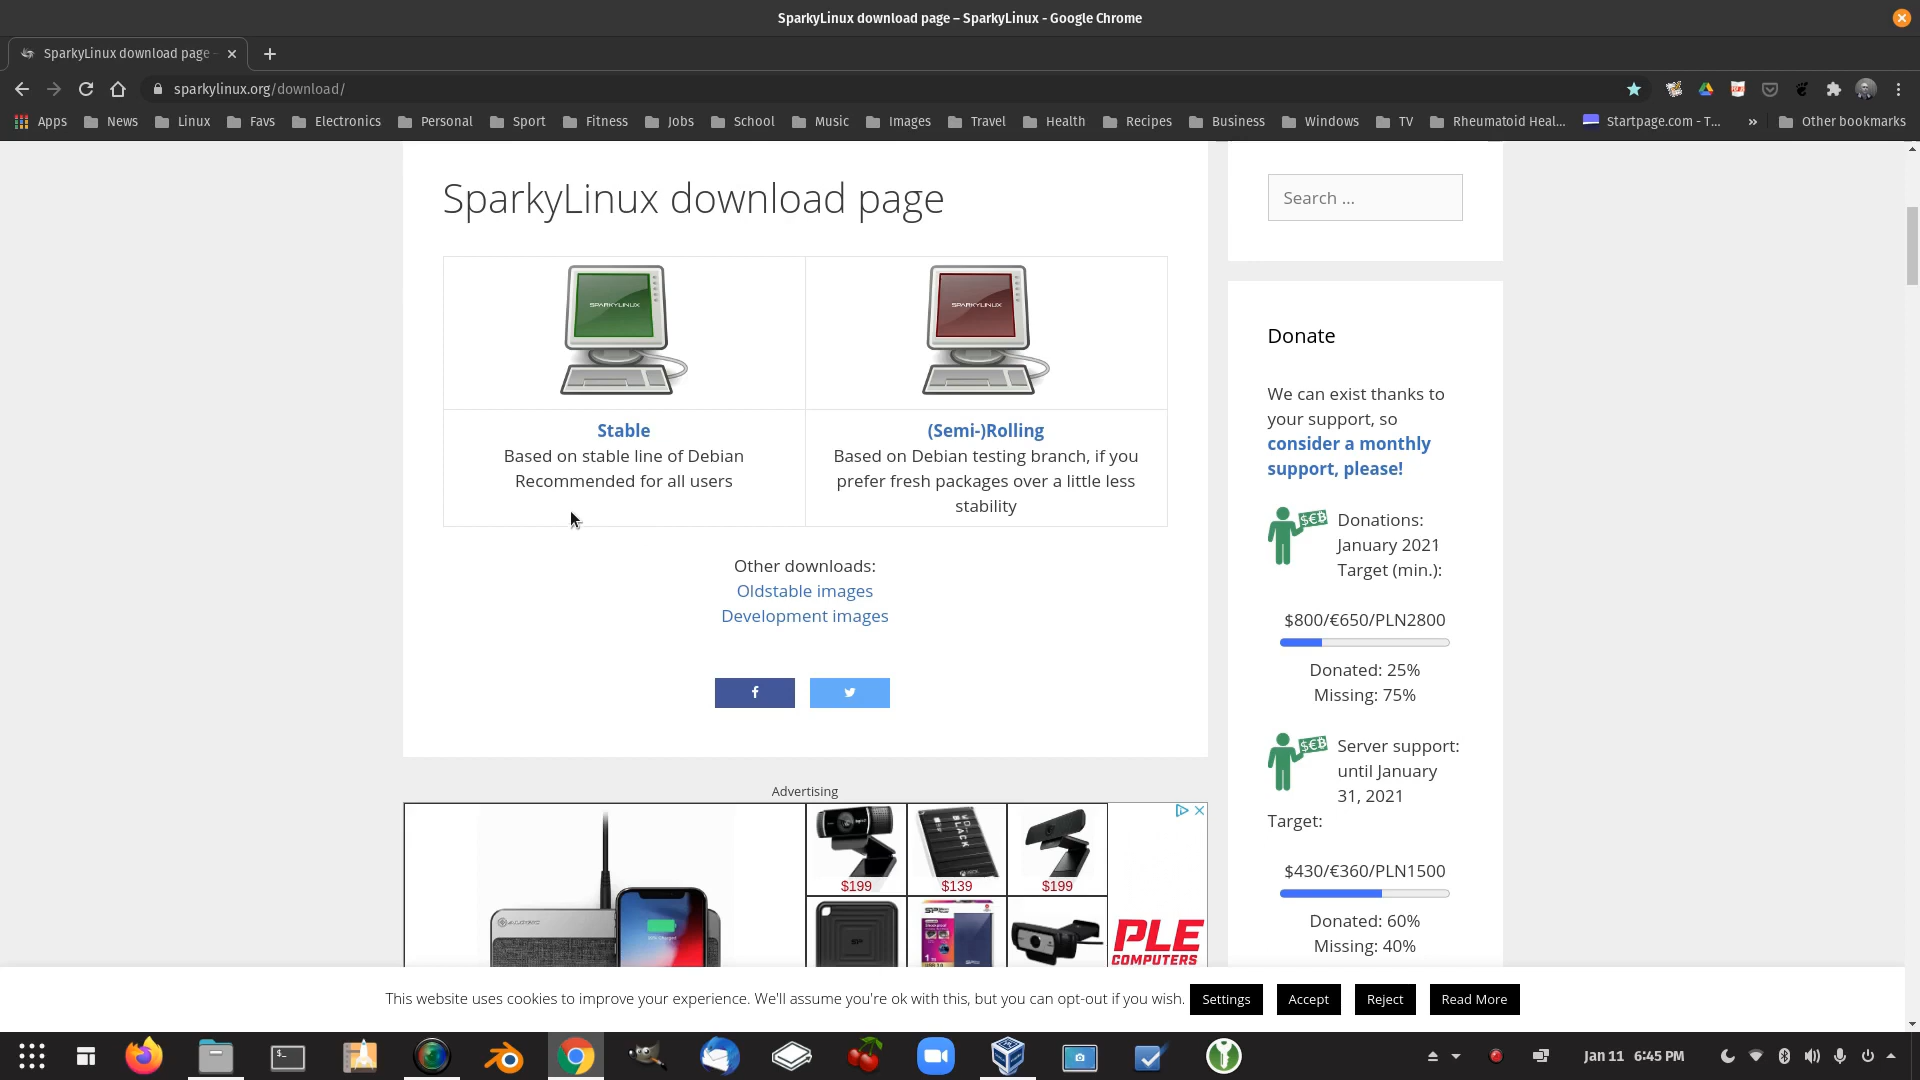 SparkyLinux download page – SparkyLinux - Google Chrome
SparkyLinux download page -
sparkylinux.org/download/
Apps News Linux Favs Electronics Personal Sport Fitness Jobs School Music Images Travel Health Recipes Business Windows TV Rheumatoid Heal... Startpage.com - T... » Other bookmarks
SparkyLinux download page
Search ...
SPARKYLINUX
SPARKYLINUX
Stable
Based on stable line of Debian
Recommended for all users
(Semi-)Rolling
Based on Debian testing branch, if you
prefer fresh packages over a little less
stability
Other downloads:
Oldstable images
Development images
Donate
We can exist thanks to
your support, so
consider a monthly
support, please!
Donations:
January 2021
Target (min.):
$800/€650/PLN2800
Donated: 25%
Missing: 75%
Server support:
until January
31, 2021
Target:
$430/€360/PLN1500
Donated: 60%
Missing: 40%
Advertising
$199
$139
$199
PLE
COMPUTERS
This website uses cookies to improve your experience. We'll assume you're ok with this, but you can opt-out if you wish. Settings Accept Reject Read More
Jan 11 6:45 PM